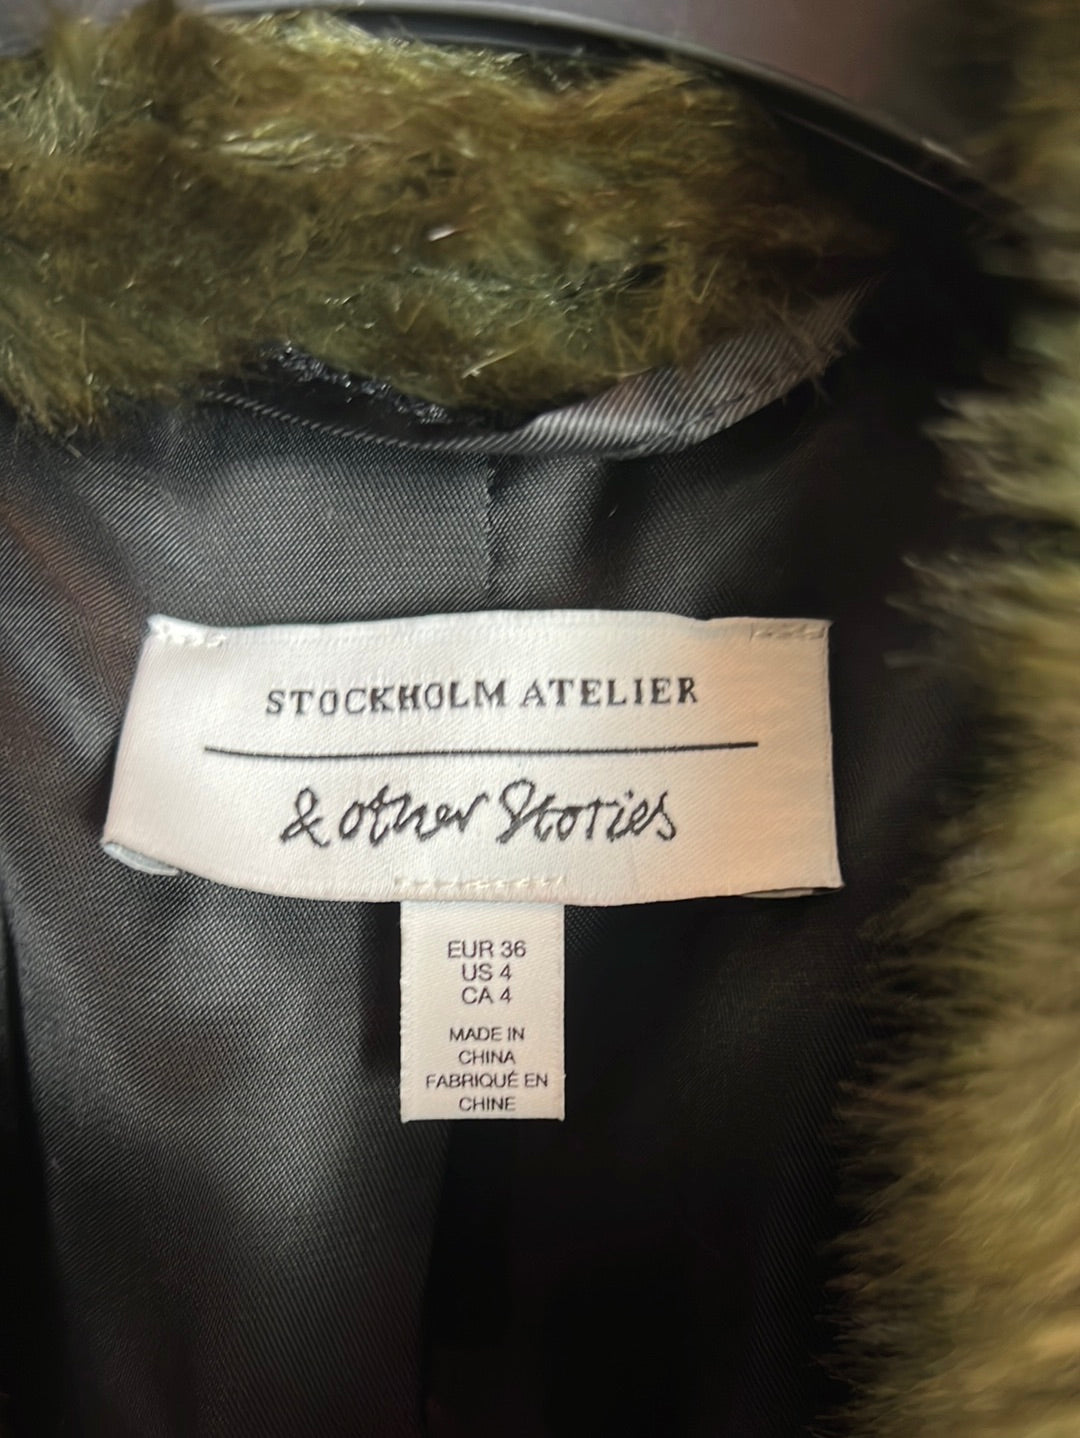 STOCKHOLM ATELIER
& other Stories
EUR 36
US 4
CA 4
MADE IN
CHINA
FABRIQUÉ EN
CHINE